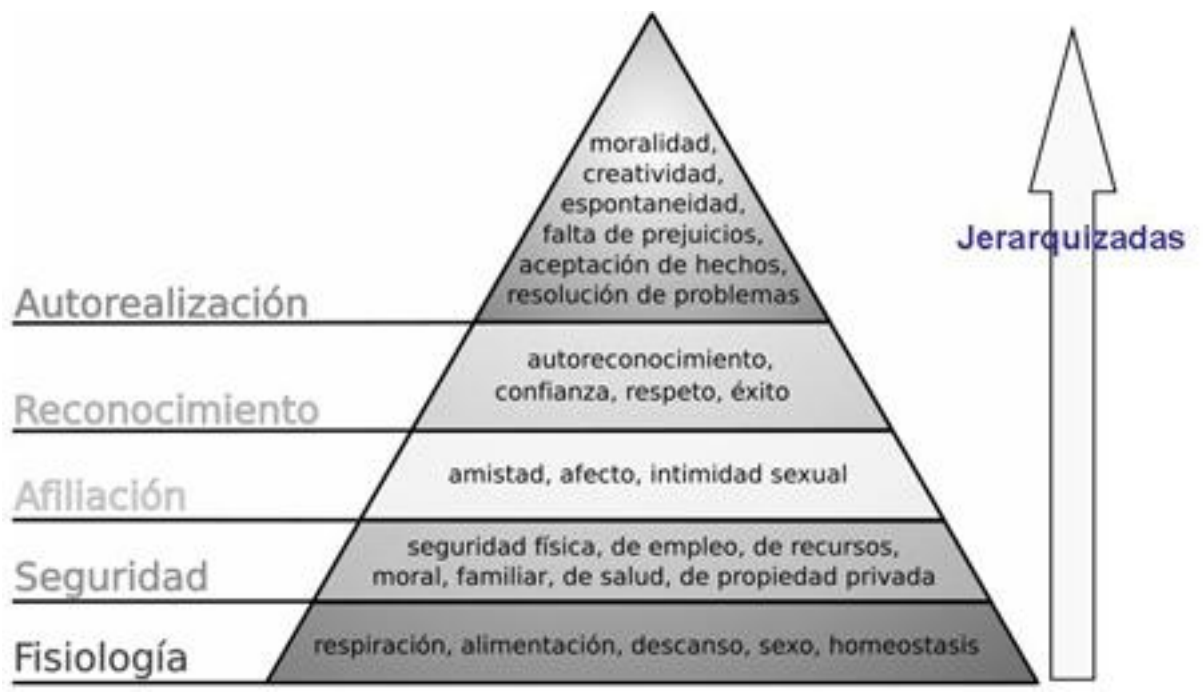 moralidad,
creatividad,
espontaneidad,
falta de prejuicios,
aceptación de hechos,
resolución de problemas
Autorealización
autoreconocimiento,
confianza, respeto, éxito
Reconocimiento
amistad, afecto, intimidad sexual
Afiliación
seguridad física, de empleo, de recursos,
moral, familiar, de salud, de propiedad privada
Seguridad
respiración, alimentación, descanso, sexo, homeostasis
Fisiología
Jerarquizadas